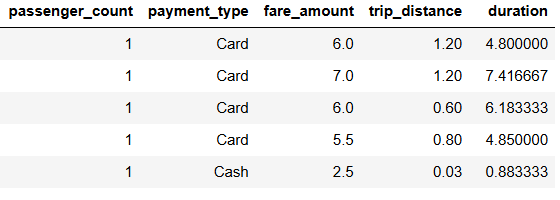 passenger_count payment_type fare_amount trip_distance duration
1 Card 6.0 1.20 4.800000
1 Card 7.0 1.20 7.416667
1 Card 6.0 0.60 6.183333
1 Card 5.5 0.80 4.850000
1 Cash 2.5 0.03 0.883333